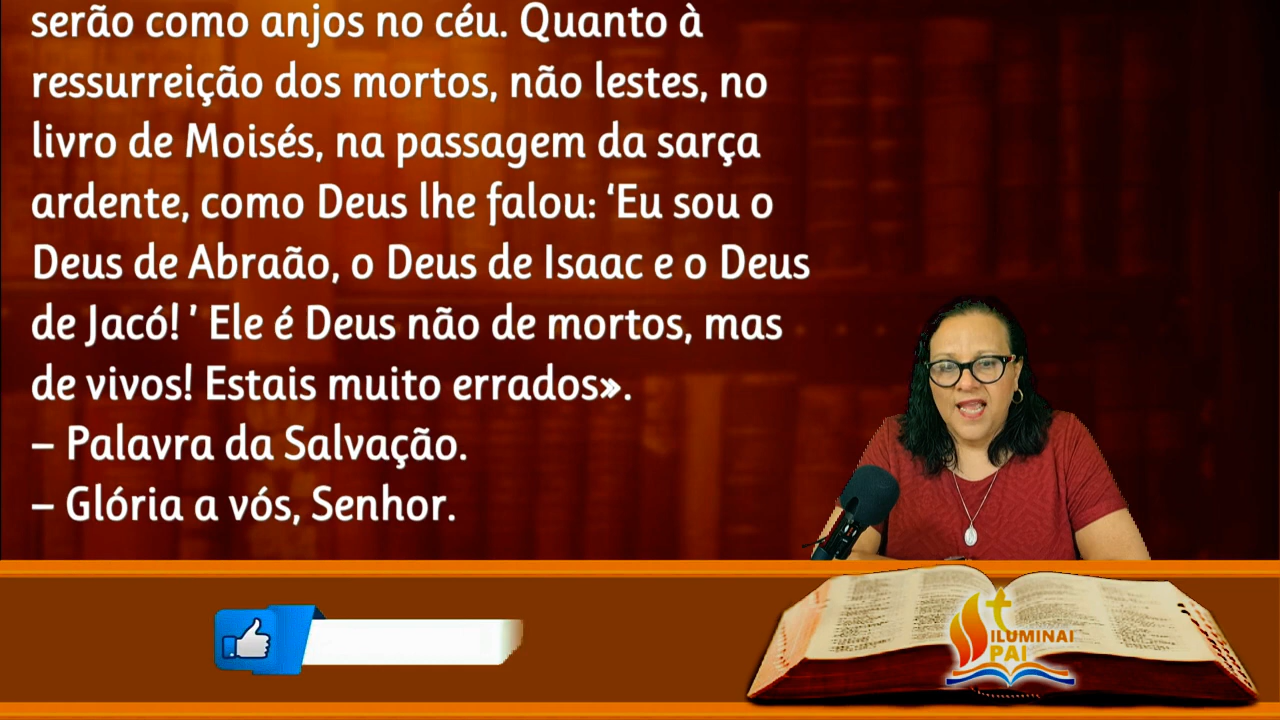 serão como anjos no céu. Quanto à
ressurreição dos mortos, não lestes, no
livro de Moisés, na passagem da sarça
ardente, como Deus lhe falou: ‘Eu sou o
Deus de Abraão, o Deus de Isaac e o Deus
de Jacó! ’ Ele é Deus não de mortos, mas
de vivos! Estais muito errados».
– Palavra da Salvação.
– Glória a vós, Senhor.
ILUMINAI
PAI